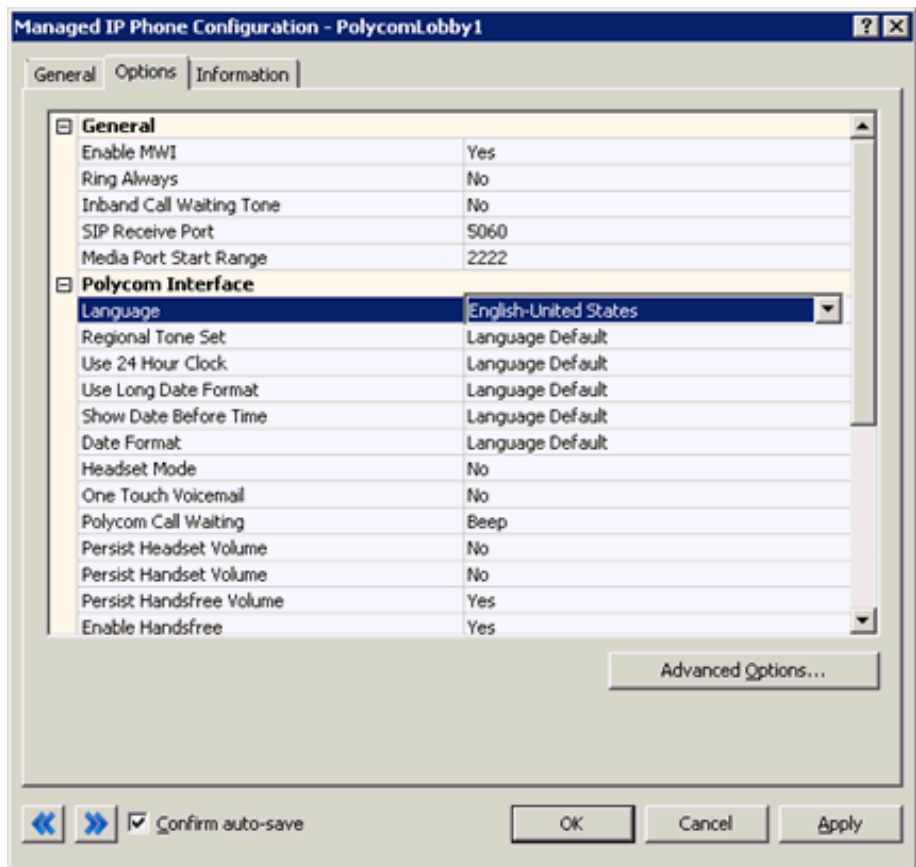 Managed IP Phone Configuration - PolycomLobby1
General Options Information
General
Enable MWI Yes
Ring Always No
Inband Call Waiting Tone No
SIP Receive Port 5060
Media Port Start Range 2222
Polycom Interface
Language English-United States
Regional Tone Set Language Default
Use 24 Hour Clock Language Default
Use Long Date Format Language Default
Show Date Before Time Language Default
Date Format Language Default
Headset Mode No
One Touch Voicemail No
Polycom Call Waiting Beep
Persist Headset Volume No
Persist Handset Volume No
Persist Handsfree Volume Yes
Enable Handsfree Yes
Advanced Options...
Confirm auto-save OK Cancel Apply